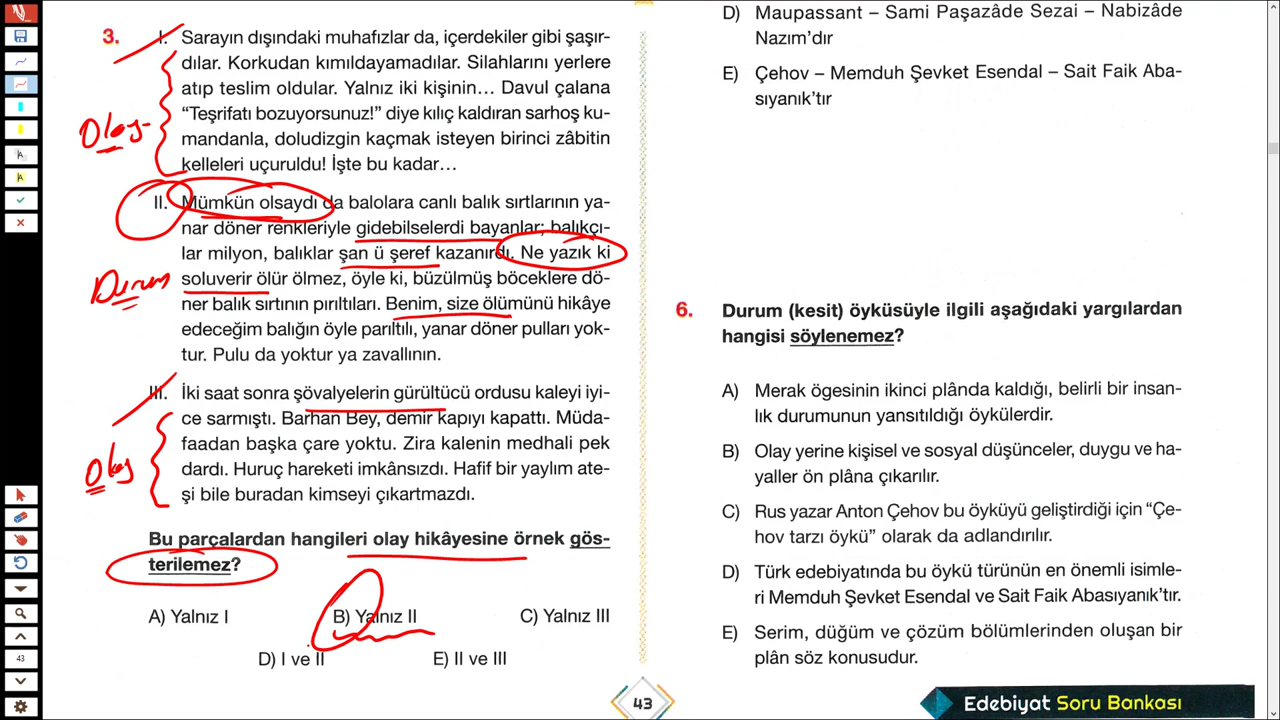 3.
I. Sarayın dışındaki muhafızlar da, içerdekiler gibi şaşır-
dılar. Korkudan kımıldayamadılar. Silahlarını yerlere
atıp teslim oldular. Yalnız iki kişinin... Davul çalana
“Teşrifatı bozuyorsunuz!” diye kılıç kaldıran sarhoş ku-
mandanla, doludizgin kaçmak isteyen birinci zâbitin
kelleleri uçuruldu! İşte bu kadar...
Olay
II. Mümkün olsaydı da balolara canlı balık sırtlarının ya-
nar döner renkleriyle gidebilselerdi bayanlar; balıkçı-
lar milyon, balıklar şan ü şeref kazanırdı. Ne yazık ki
soluverir ölür ölmez, öyle ki, büzülmüş böceklere dö-
ner balık sırtının pırıltıları. Benim, size ölümünü hikâye
edeceğim balığın öyle parıltılı, yanar döner pulları yok-
tur. Pulu da yoktur ya zavallının.
Durum
III. İki saat sonra şövalyelerin gürültücü ordusu kaleyi iyi-
ce sarmıştı. Barhan Bey, demir kapıyı kapattı. Müda-
faadan başka çare yoktu. Zira kalenin medhali pek
dardı. Huruç hareketi imkânsızdı. Hafif bir yaylım ate-
şi bile buradan kimseyi çıkartmazdı.
Olay
Bu parçalardan hangileri olay hikâyesine örnek gös-
terilemez?
A) Yalnız I
B) Yalnız II
C) Yalnız III
D) I ve II
E) II ve III
D) Maupassant – Sami Paşazâde Sezai – Nabizâde
Nazım’dır
E) Çehov – Memduh Şevket Esendal – Sait Faik Aba-
sıyanık’tır
6. Durum (kesit) öyküsüyle ilgili aşağıdaki yargılardan
hangisi söylenemez?
A) Merak ögesinin ikinci plânda kaldığı, belirli bir insan-
lık durumunun yansıtıldığı öykülerdir.
B) Olay yerine kişisel ve sosyal düşünceler, duygu ve ha-
yaller ön plâna çıkarılır.
C) Rus yazar Anton Çehov bu öyküyü geliştirdiği için “Çe-
hov tarzı öykü” olarak da adlandırılır.
D) Türk edebiyatında bu öykü türünün en önemli isimle-
ri Memduh Şevket Esendal ve Sait Faik Abasıyanık’tır.
E) Serim, düğüm ve çözüm bölümlerinden oluşan bir
plân söz konusudur.
43
43
Edebiyat Soru Bankası